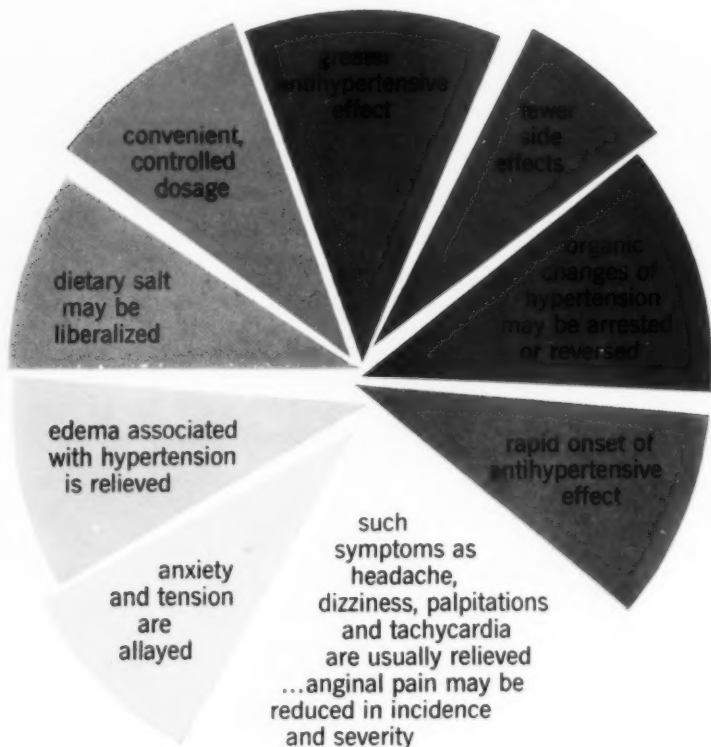 greater
antihypertensive
effect
fewer
side
effects
convenient,
controlled
dosage
organic
changes of
hypertension
may be arrested
or reversed
dietary salt
may be
liberalized
rapid onset of
antihypertensive
effect
edema associated
with hypertension
is relieved
anxiety
and tension
are
allayed
such
symptoms as
headache,
dizziness, palpitations
and tachycardia
are usually relieved
...anginal pain may be
reduced in incidence
and severity